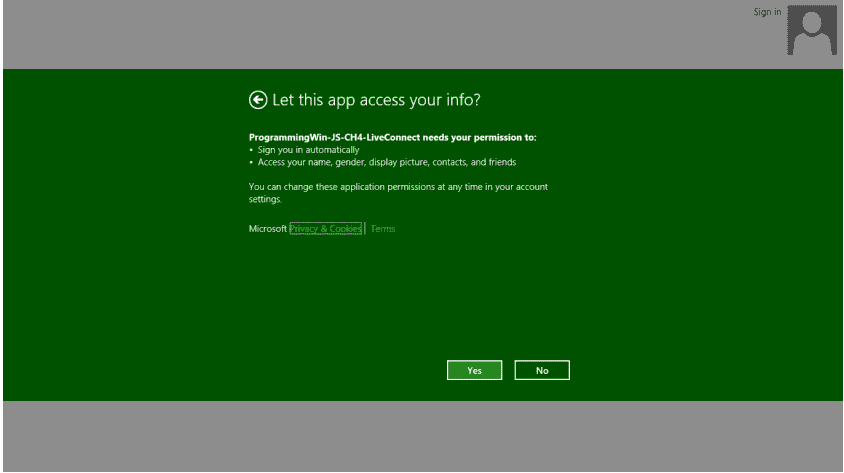 Sign in
Let this app access your info?
ProgrammingWin-JS-CH4-LiveConnect needs your permission to:
• Sign you in automatically
• Access your name, gender, display picture, contacts, and friends
You can change these application permissions at any time in your account
settings.
Microsoft Privacy & Cookies | Terms
Yes No